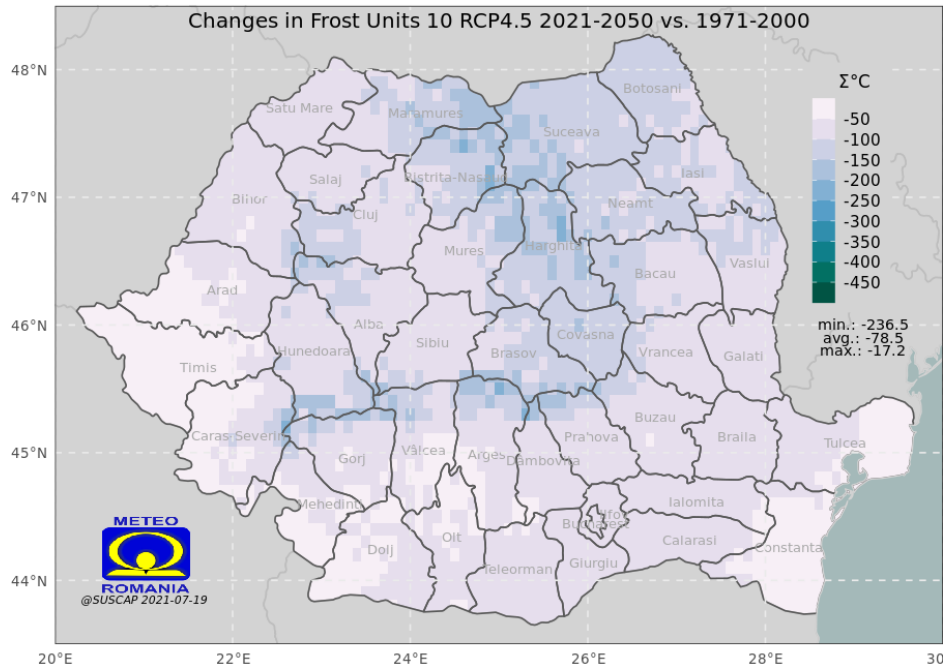 Changes in Frost Units 10 RCP4.5 2021-2050 vs. 1971-2000
48°N
47°N
46°N
45°N
44°N
20°E
22°E
24°E
26°E
28°E
Σ°C
-50
-100
-150
-200
-250
-300
-350
-400
-450
min.: -236.5
avg.: -78.5
max.: -17.2
Botosani
Satu Mare
Maramures
Suceava
Iasi
Salaj
Bistrita-Nasaud
Bihor
Neamt
Cluj
Hargnita
Mures
Bacau
Vaslui
Arad
Alba
Covasna
Sibiu
Hunedoara
Brasov
Vrancea
Galati
Timis
Buzau
Caras Severin
Prahova
Braila
Tulcea
Valcea
Arges
Gorj
Dambovita
Mehedinti
Ialomita
Ilfov
Bucharest
Olt
Calarasi
Dolj
Constanta
Giurgiu
Teleorman
METEO
ROMANIA
@SUSCAP 2021-07-19